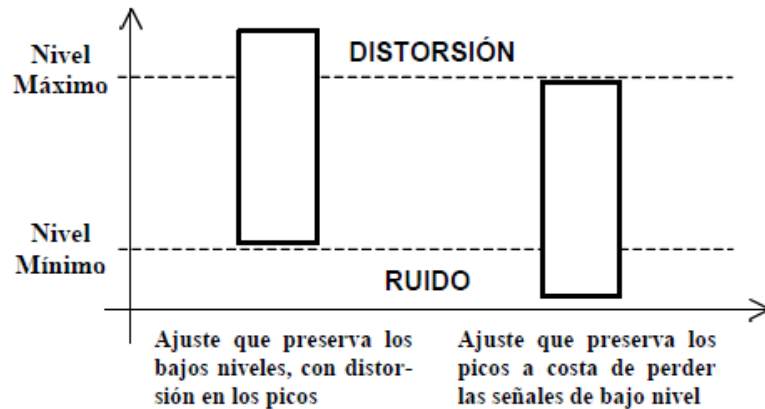 Nivel
Máximo
DISTORSIÓN
Nivel
Mínimo
RUIDO
Ajuste que preserva los
bajos niveles, con distor-
sión en los picos
Ajuste que preserva los
picos a costa de perder
las señales de bajo nivel